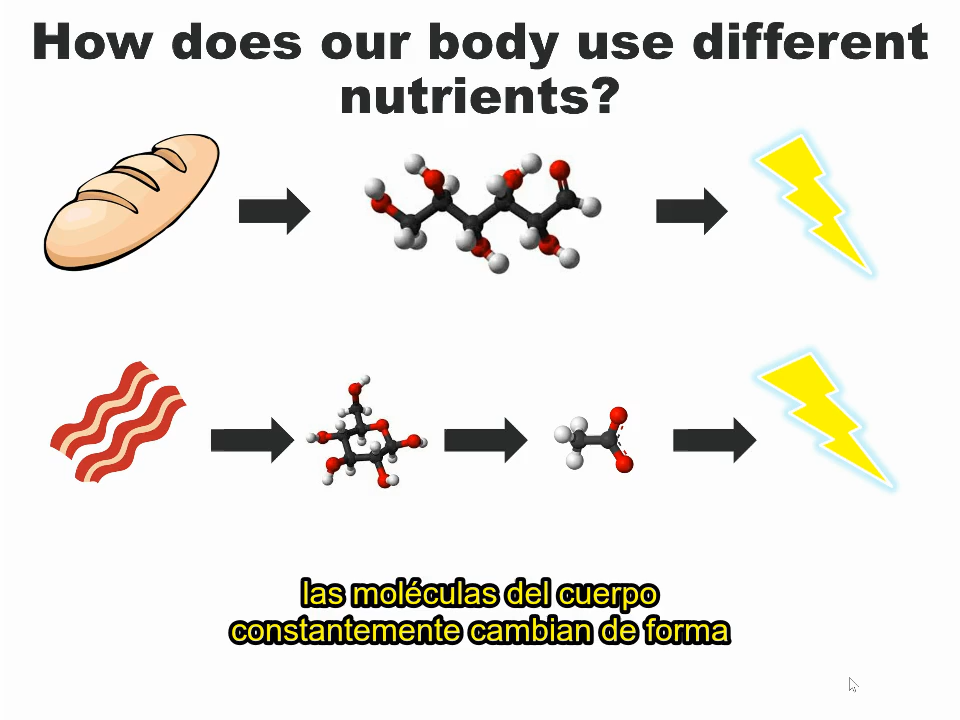 How does our body use different
nutrients?
las moléculas del cuerpo
constantemente cambian de forma